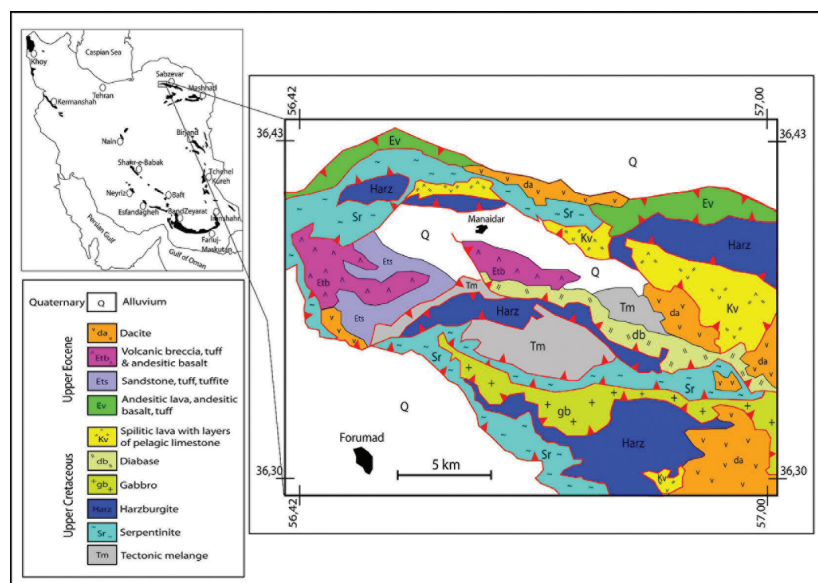 Caspian Sea
Khoy
Sabzevar
Tehran
Mashhad
Kermanshah
Nain
Birjand
Shahr-e-Babak
Tchehel
Kureh
Neyriz
Baft
Esfandagheh
BandZeyarat
Iranshahr
Fanuj-
Maskutan
Persian Gulf
Gulf of Oman
Quaternary Q Alluvium
Upper Eocene
da Dacite
Etb Volcanic breccia, tuff
& andesitic basalt
Ets Sandstone, tuff, tuffite
Ev Andesitic lava, andesitic
basalt, tuff
Upper Cretaceous
Kv Spilitic lava with layers
of pelagic limestone
db Diabase
gb Gabbro
Harz Harzburgite
Sr Serpentinite
Tm Tectonic melange
56,42 57,00
36,43 36,43
Ev Q
da
Harz Sr Ev
Sr Manaidar Kv Harz
Q
Ets Etb Q
Etb Tm Tm da Kv
Ets Harz db
Tm da
Sr Sr
Q gb
Forumad Harz da
5 km
36,30 Kv 36,30
56,42 57,00